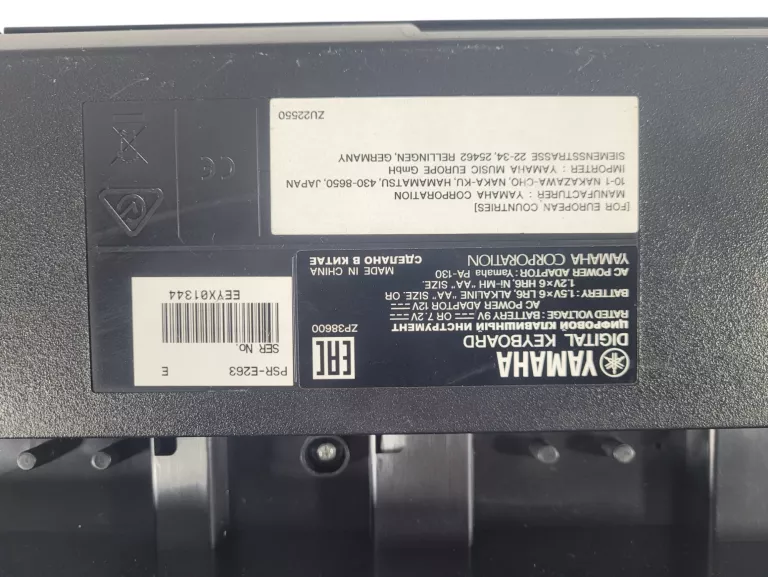 YAMAHA
DIGITAL KEYBOARD
ЦИФРОВОЙ КЛАВИШНЫЙ ИНСТРУМЕНТ
RATED VOLTAGE : BATTERY 9V ⎓ OR 7.2V ⎓
AC POWER ADAPTOR 12V ⎓
BATTERY: 1.5V×6 LR6, ALKALINE "AA" SIZE. OR
1.2V×6 HR6, Ni-MH "AA" SIZE.
AC POWER ADAPTOR : Yamaha PA-130
YAMAHA CORPORATION
MADE IN CHINA
СДЕЛАНО В КИТАЕ
EAC
ZP38600
PSR-E263 E
SER No.
EEYX01344
[FOR EUROPEAN COUNTRIES]
MANUFACTURER : YAMAHA CORPORATION
10-1 NAKAZAWA-CHO, NAKA-KU, HAMAMATSU, 430-8650, JAPAN
IMPORTER : YAMAHA MUSIC EUROPE GmbH
SIEMENSSTRASSE 22-34, 25462 RELLINGEN, GERMANY
ZU22550
CE